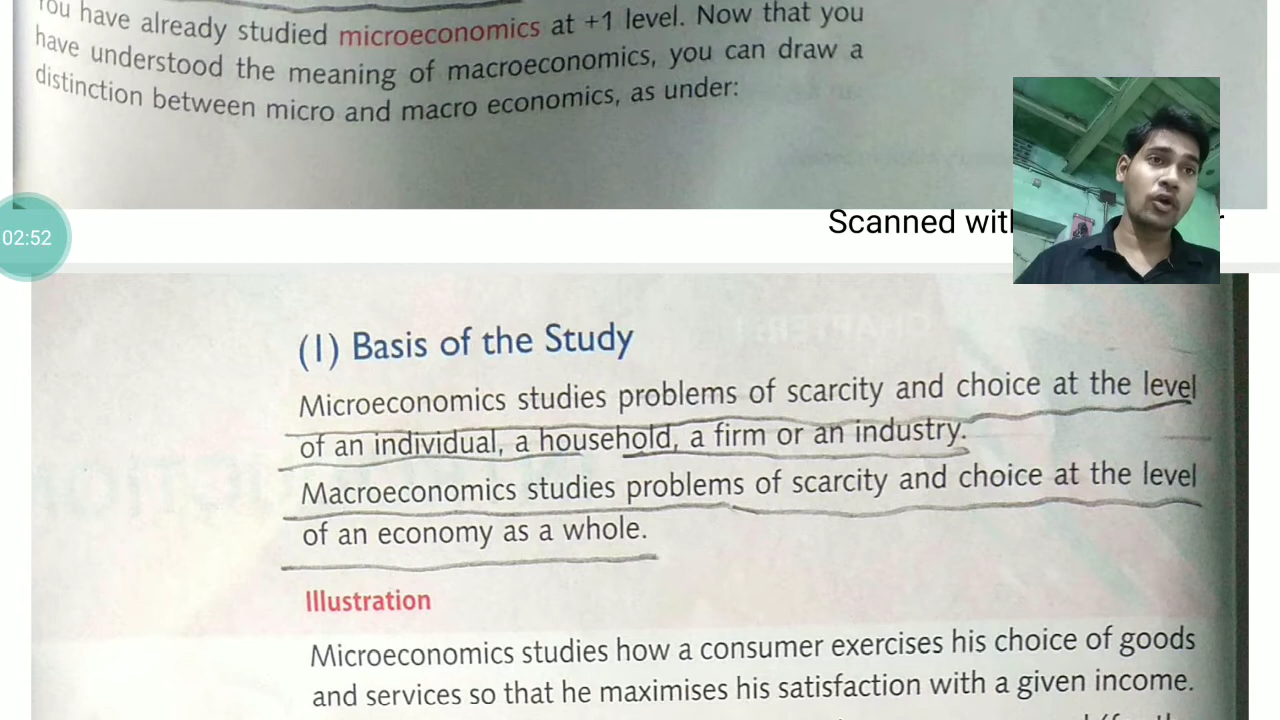 You have already studied microeconomics at +1 level. Now that you
have understood the meaning of macroeconomics, you can draw a
distinction between micro and macro economics, as under:
02:52
Scanned with
(1) Basis of the Study
Microeconomics studies problems of scarcity and choice at the level
of an individual, a household, a firm or an industry.
Macroeconomics studies problems of scarcity and choice at the level
of an economy as a whole.
Illustration
Microeconomics studies how a consumer exercises his choice of goods
and services so that he maximises his satisfaction with a given income.